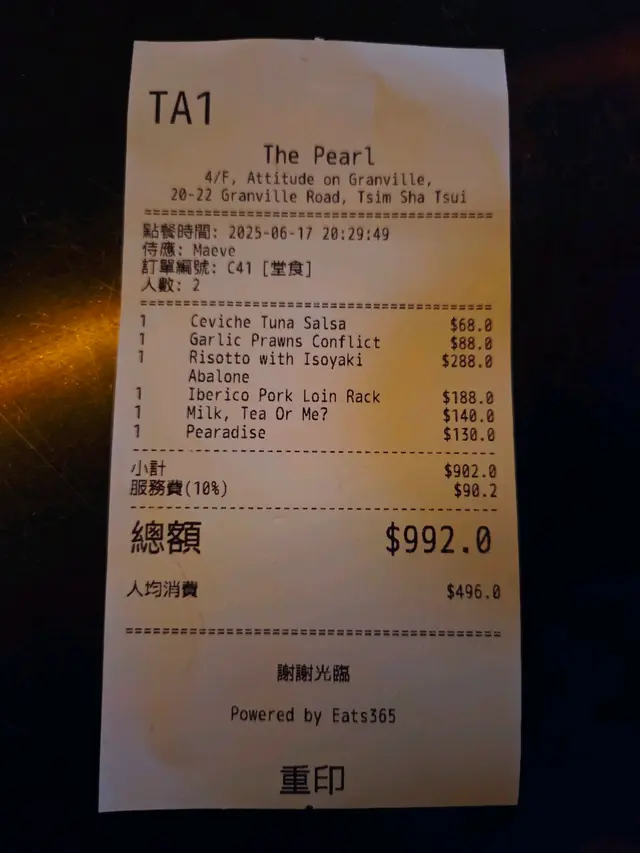 TA1
The Pearl
4/F, Attitude on Granville,
20-22 Granville Road, Tsim Sha Tsui
點餐時間: 2025-06-17 20:29:49
侍應: Maeve
訂單編號: C41 [堂食]
人數: 2
1 Ceviche Tuna Salsa $68.0
1 Garlic Prawns Conflict $88.0
1 Risotto with Isoyaki $288.0
Abalone
1 Iberico Pork Loin Rack $188.0
1 Milk, Tea Or Me? $140.0
1 Pearadise $130.0
小計 $902.0
服務費(10%) $90.2
總額 $992.0
人均消費 $496.0
謝謝光臨
Powered by Eats365
重印